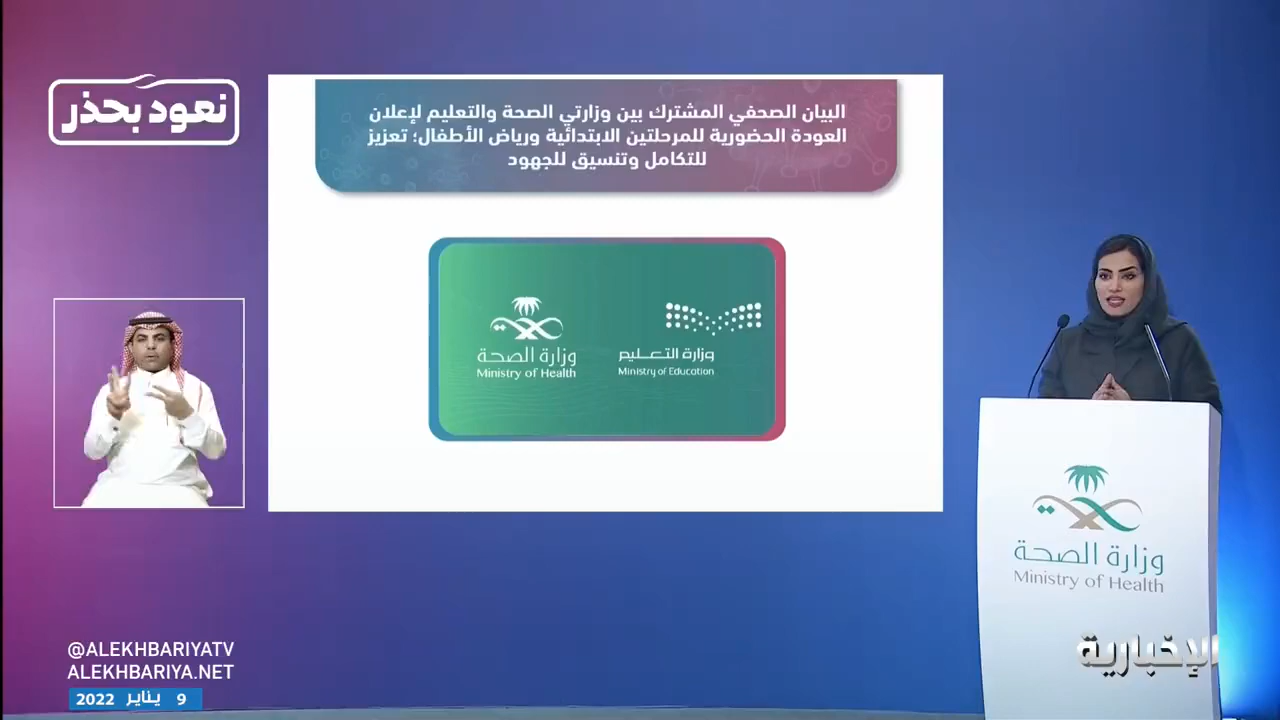 نعود بحذر
البيان الصحفي المشترك بين وزارتي الصحة والتعليم لإعلان
العودة الحضورية للمرحلتين الابتدائية ورياض الأطفال؛ تعزيز
للتكامل وتنسيق للجهود
وزارة الصحة
Ministry of Health
وزارة التعليم
Ministry of Education
وزارة الصحة
Ministry of Health
الإخبارية
@ALEKHBARIYATV
ALEKHBARIYA.NET
9 يناير 2022